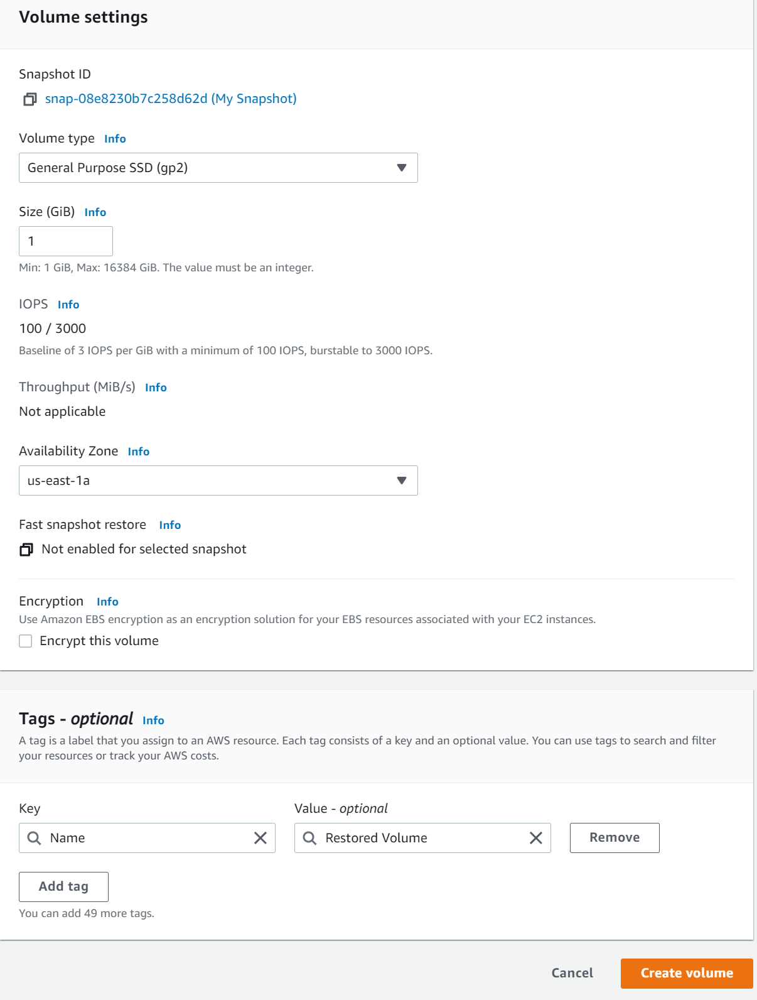 Volume settings
Snapshot ID
snap-08e8230b7c258d62d (My Snapshot)
Volume type Info
General Purpose SSD (gp2)
Size (GiB) Info
1
Min: 1 GiB, Max: 16384 GiB. The value must be an integer.
IOPS Info
100 / 3000
Baseline of 3 IOPS per GiB with a minimum of 100 IOPS, burstable to 3000 IOPS.
Throughput (MiB/s) Info
Not applicable
Availability Zone Info
us-east-1a
Fast snapshot restore Info
Not enabled for selected snapshot
Encryption Info
Use Amazon EBS encryption as an encryption solution for your EBS resources associated with your EC2 instances.
Encrypt this volume
Tags - optional Info
A tag is a label that you assign to an AWS resource. Each tag consists of a key and an optional value. You can use tags to search and filter
your resources or track your AWS costs.
Key Value - optional
Name Restored Volume Remove
Add tag
You can add 49 more tags.
Cancel Create volume